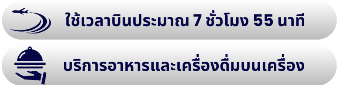 ใช้เวลาบินประมาณ 7 ชั่วโมง 55 นาที
บริการอาหารและเครื่องดื่มบนเครื่อง